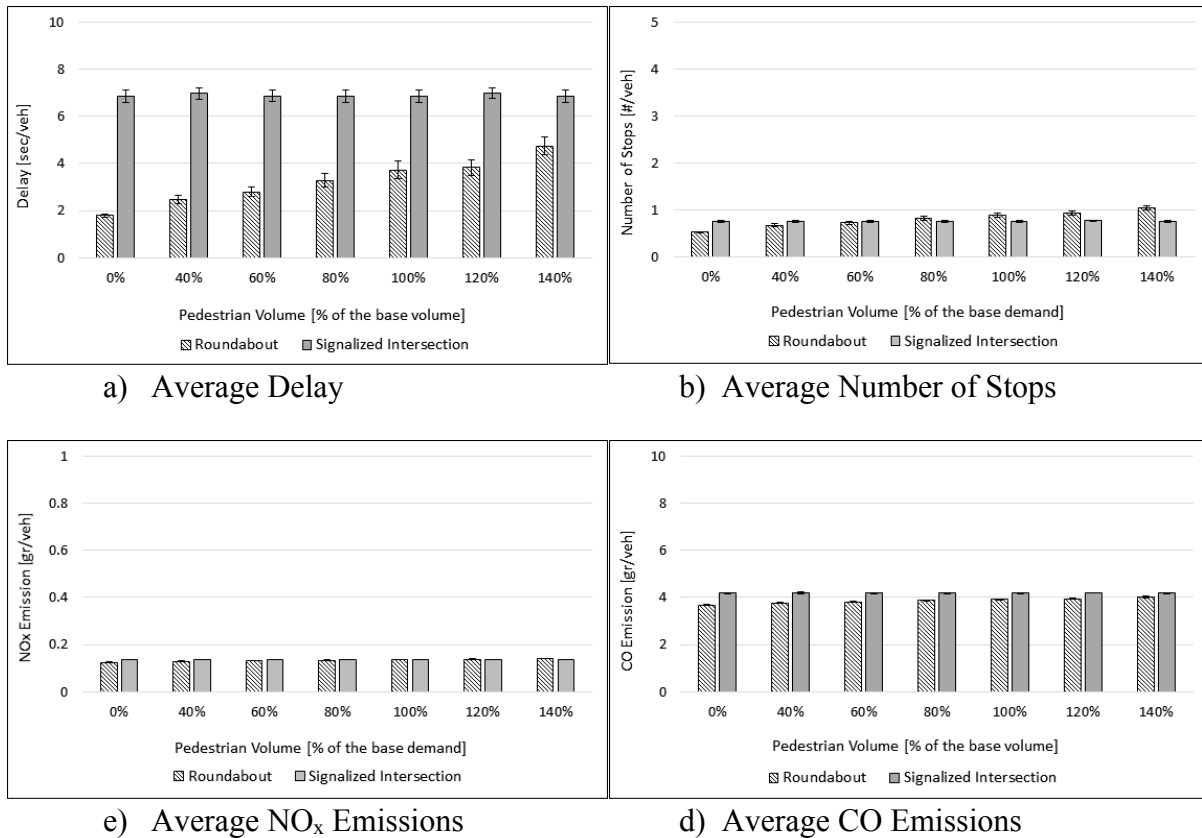 10
8
6
4
2
0
Delay [sec/veh]
0% 40% 60% 80% 100% 120% 140%
Pedestrian Volume [% of the base volume]
Roundabout Signalized Intersection
a) Average Delay
5
4
3
2
1
0
Number of Stops [#/veh]
0% 40% 60% 80% 100% 120% 140%
Pedestrian Volume [% of the base demand]
Roundabout Signalized Intersection
b) Average Number of Stops
1
0.8
0.6
0.4
0.2
0
NOx Emission [gr/veh]
0% 40% 60% 80% 100% 120% 140%
Pedestrian Volume [% of the base demand]
Roundabout Signalized Intersection
e) Average NOₓ Emissions
10
8
6
4
2
0
CO Emission [gr/veh]
0% 40% 60% 80% 100% 120% 140%
Pedestrian Volume [% of the base volume]
Roundabout Signalized Intersection
d) Average CO Emissions